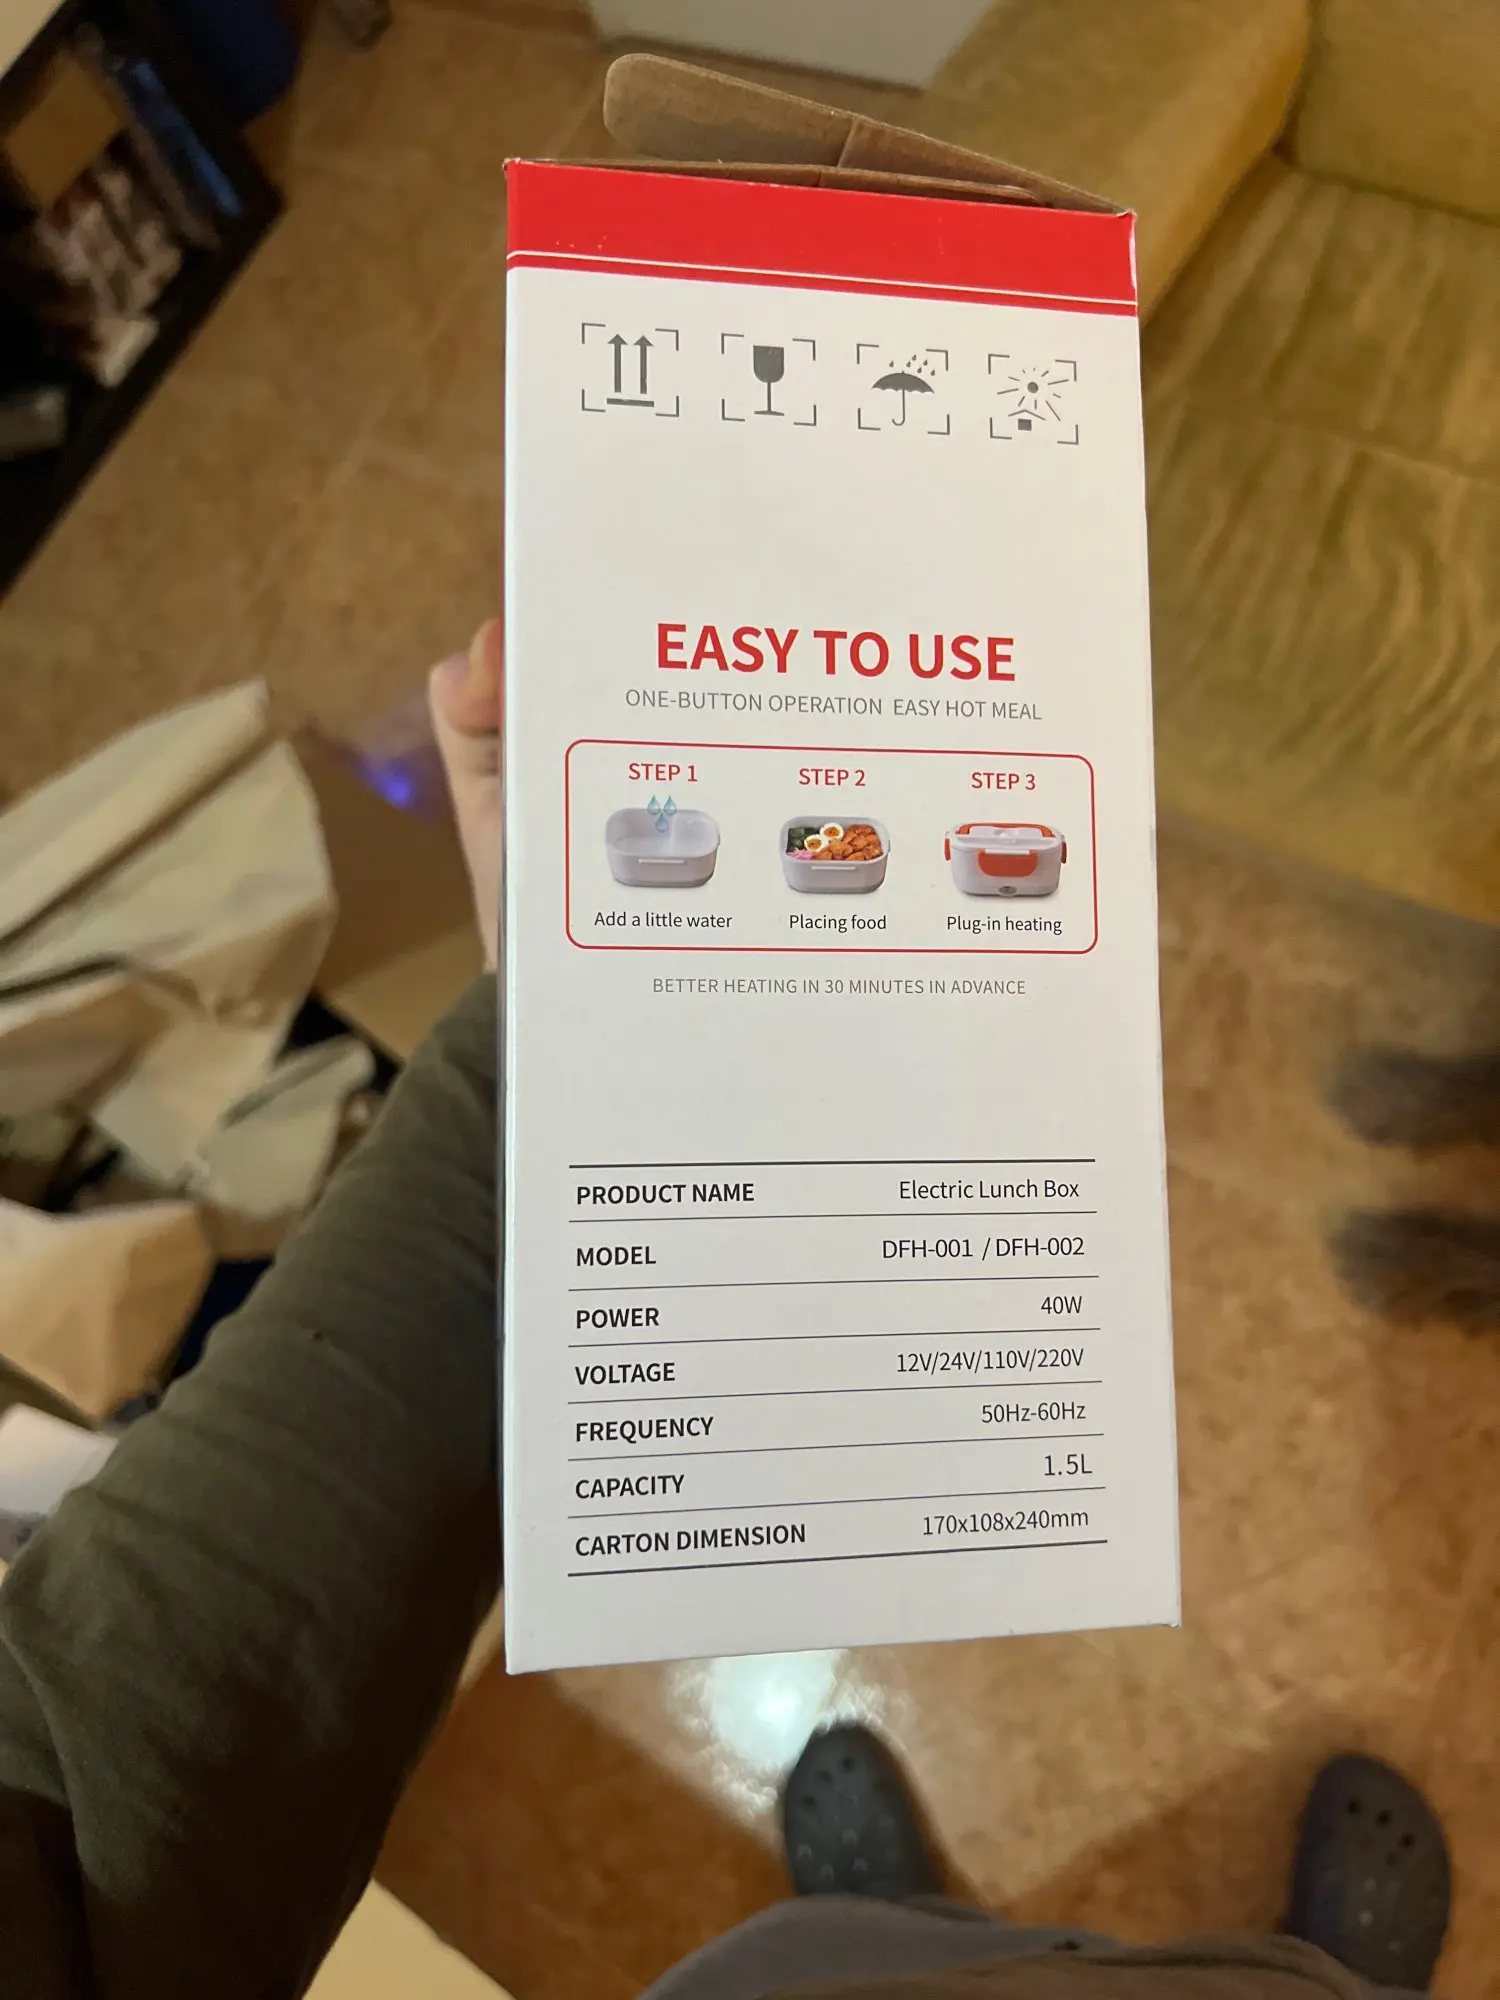 EASY TO USE
ONE-BUTTON OPERATION EASY HOT MEAL
STEP 1
STEP 2
STEP 3
Add a little water
Placing food
Plug-in heating
BETTER HEATING IN 30 MINUTES IN ADVANCE
PRODUCT NAME Electric Lunch Box
MODEL DFH-001 / DFH-002
POWER 40W
VOLTAGE 12V/24V/110V/220V
FREQUENCY 50Hz-60Hz
CAPACITY 1.5L
CARTON DIMENSION 170x108x240mm